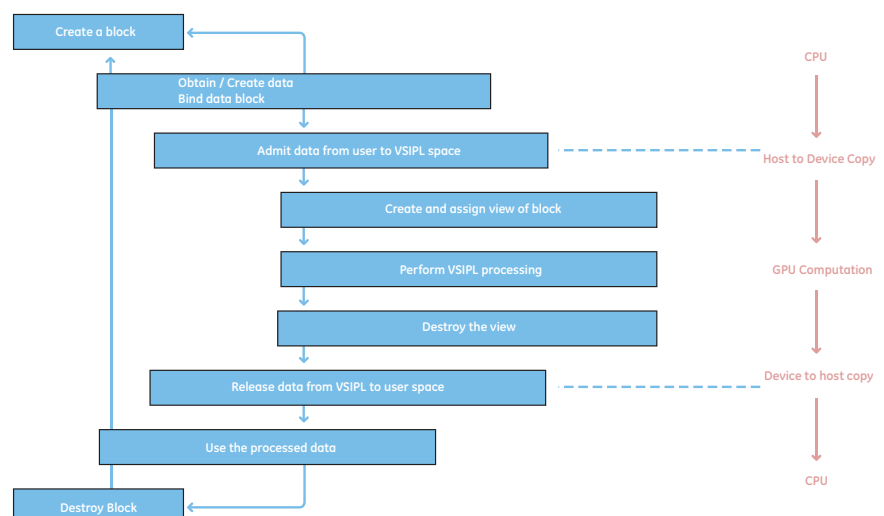 Create a block
CPU
Obtain / Create data
Bind data block
Admit data from user to VSIPL space
Host to Device Copy
Create and assign view of block
Perform VSIPL processing
GPU Computation
Destroy the view
Device to host copy
Release data from VSIPL to user space
Use the processed data
CPU
Destroy Block